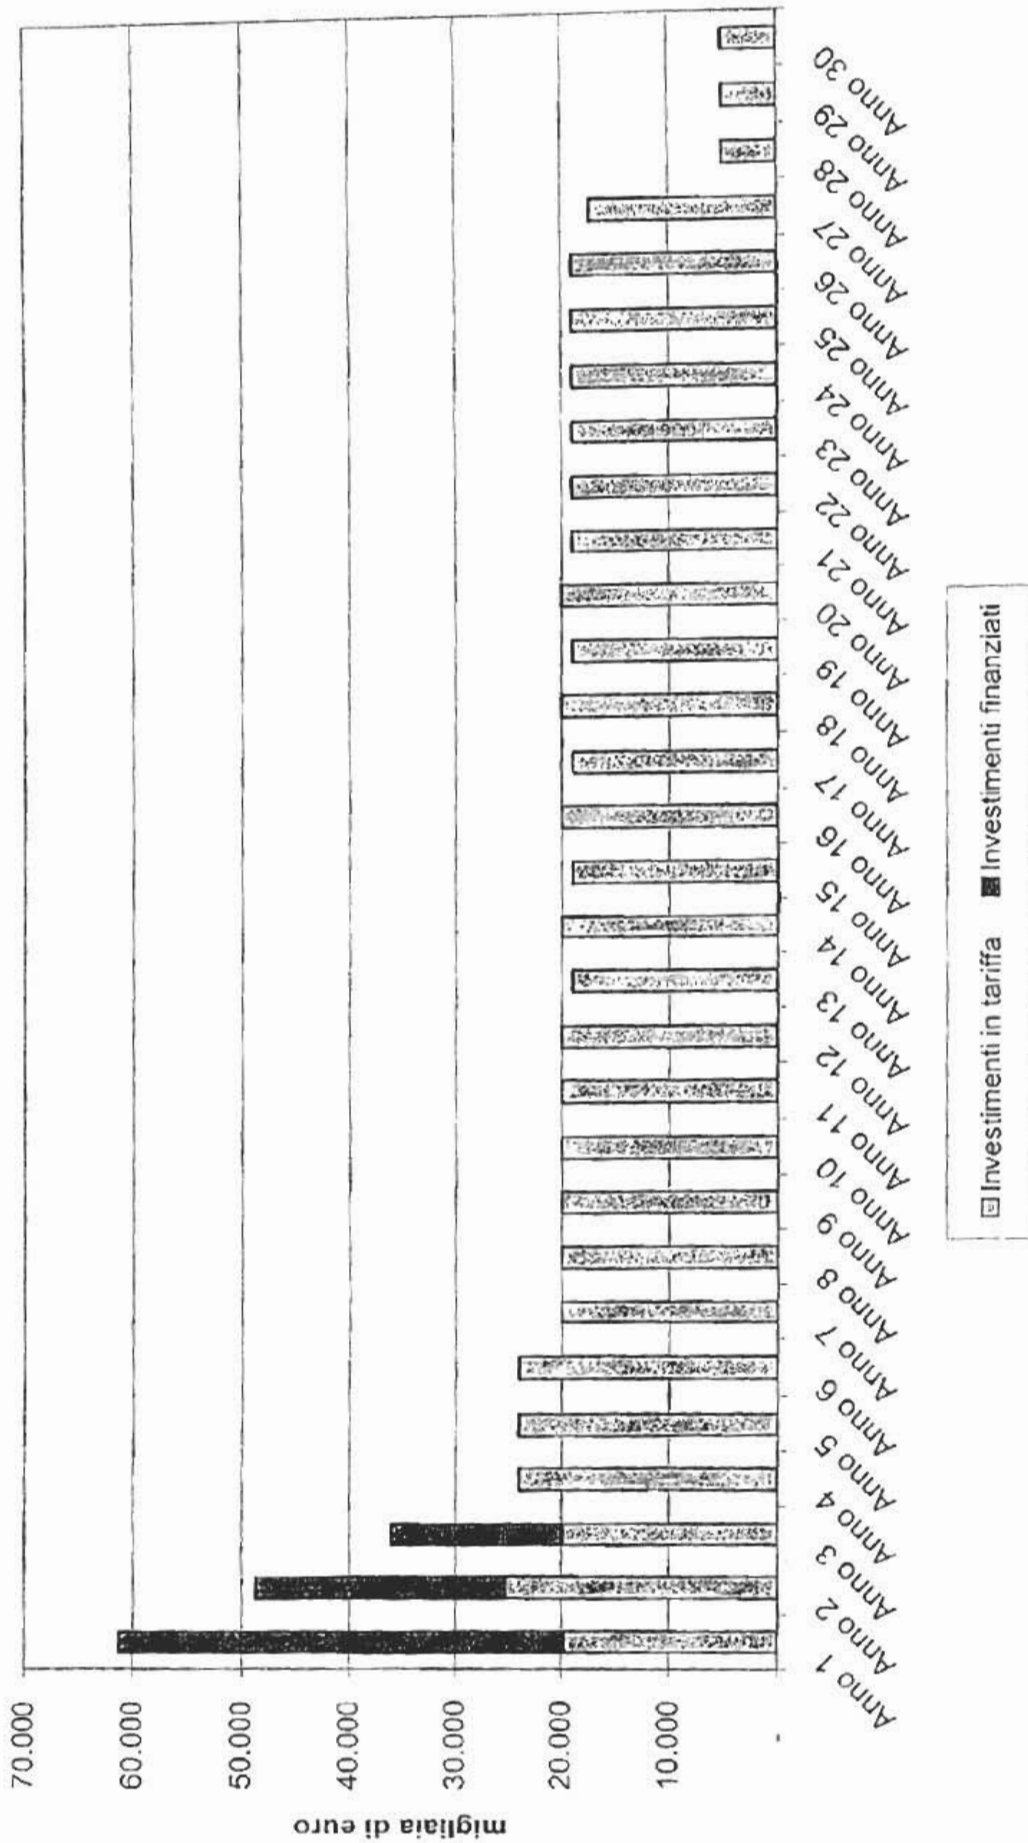 migliaia di euro
70.000
60.000
50.000
40.000
30.000
20.000
10.000
-
Anno 1
Anno 2
Anno 3
Anno 4
Anno 5
Anno 6
Anno 7
Anno 8
Anno 9
Anno 10
Anno 11
Anno 12
Anno 13
Anno 14
Anno 15
Anno 16
Anno 17
Anno 18
Anno 19
Anno 20
Anno 21
Anno 22
Anno 23
Anno 24
Anno 25
Anno 26
Anno 27
Anno 28
Anno 29
Anno 30
Investimenti in tariffa
Investimenti finanziati